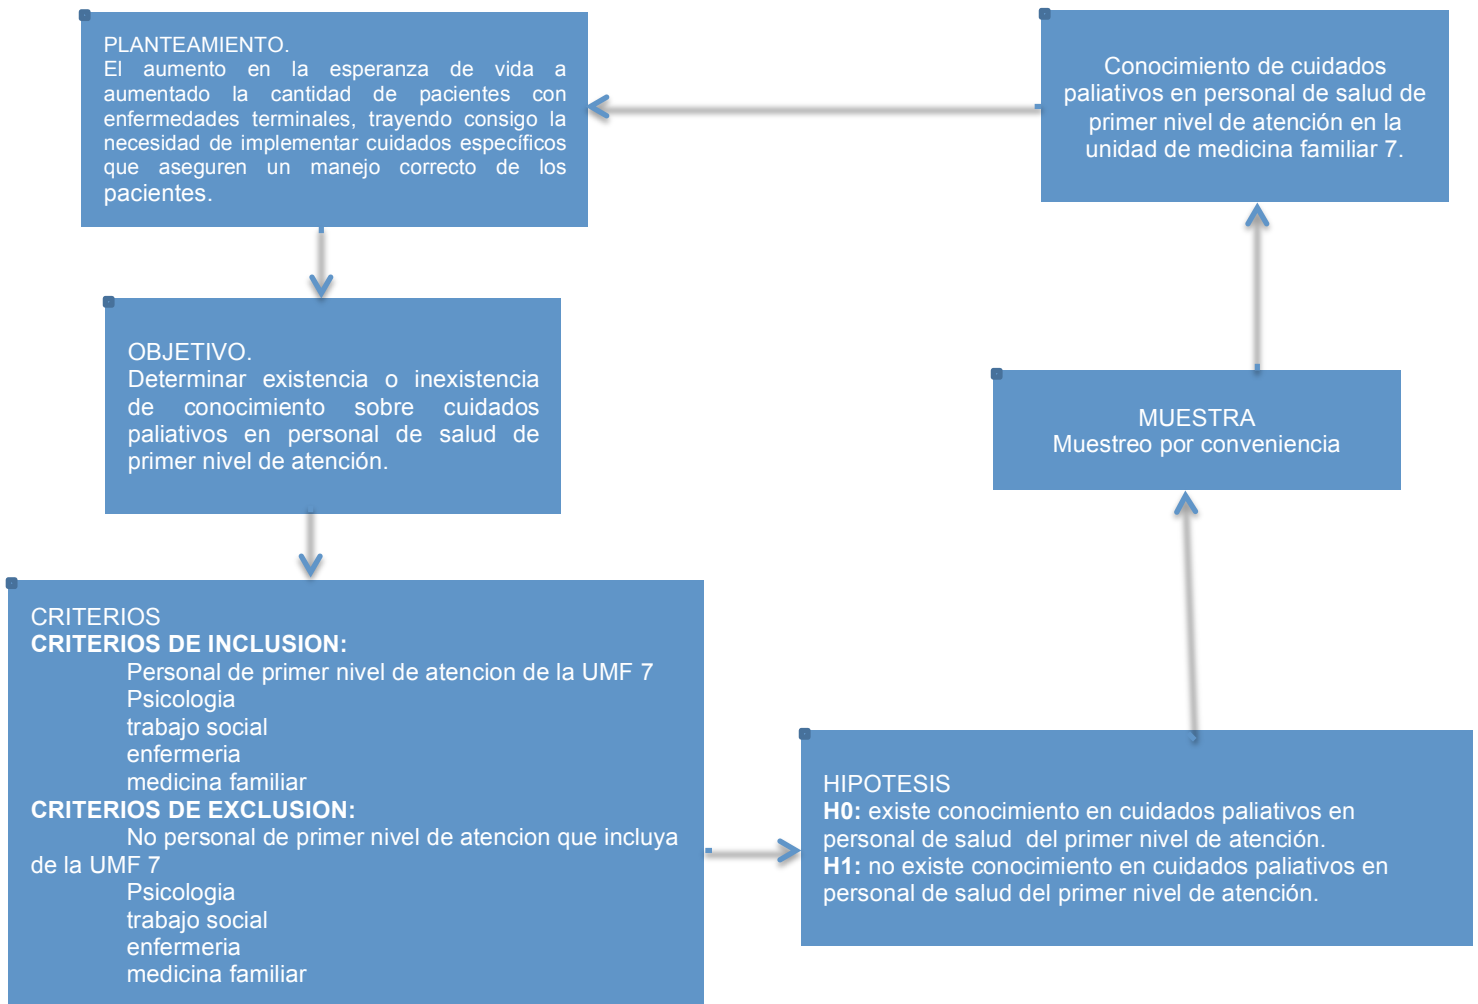 PLANTEAMIENTO.
El aumento en la esperanza de vida a
aumentado la cantidad de pacientes con
enfermedades terminales, trayendo consigo la
necesidad de implementar cuidados específicos
que aseguren un manejo correcto de los
pacientes.
Conocimiento de cuidados
paliativos en personal de salud de
primer nivel de atención en la
unidad de medicina familiar 7.
OBJETIVO.
Determinar existencia o inexistencia
de conocimiento sobre cuidados
paliativos en personal de salud de
primer nivel de atención.
MUESTRA
Muestreo por conveniencia
CRITERIOS
CRITERIOS DE INCLUSION:
Personal de primer nivel de atencion de la UMF 7
Psicologia
trabajo social
enfermeria
medicina familiar
CRITERIOS DE EXCLUSION:
No personal de primer nivel de atencion que incluya
de la UMF 7
Psicologia
trabajo social
enfermeria
medicina familiar
HIPOTESIS
H0: existe conocimiento en cuidados paliativos en
personal de salud  del primer nivel de atención.
H1: no existe conocimiento en cuidados paliativos en
personal de salud del primer nivel de atención.